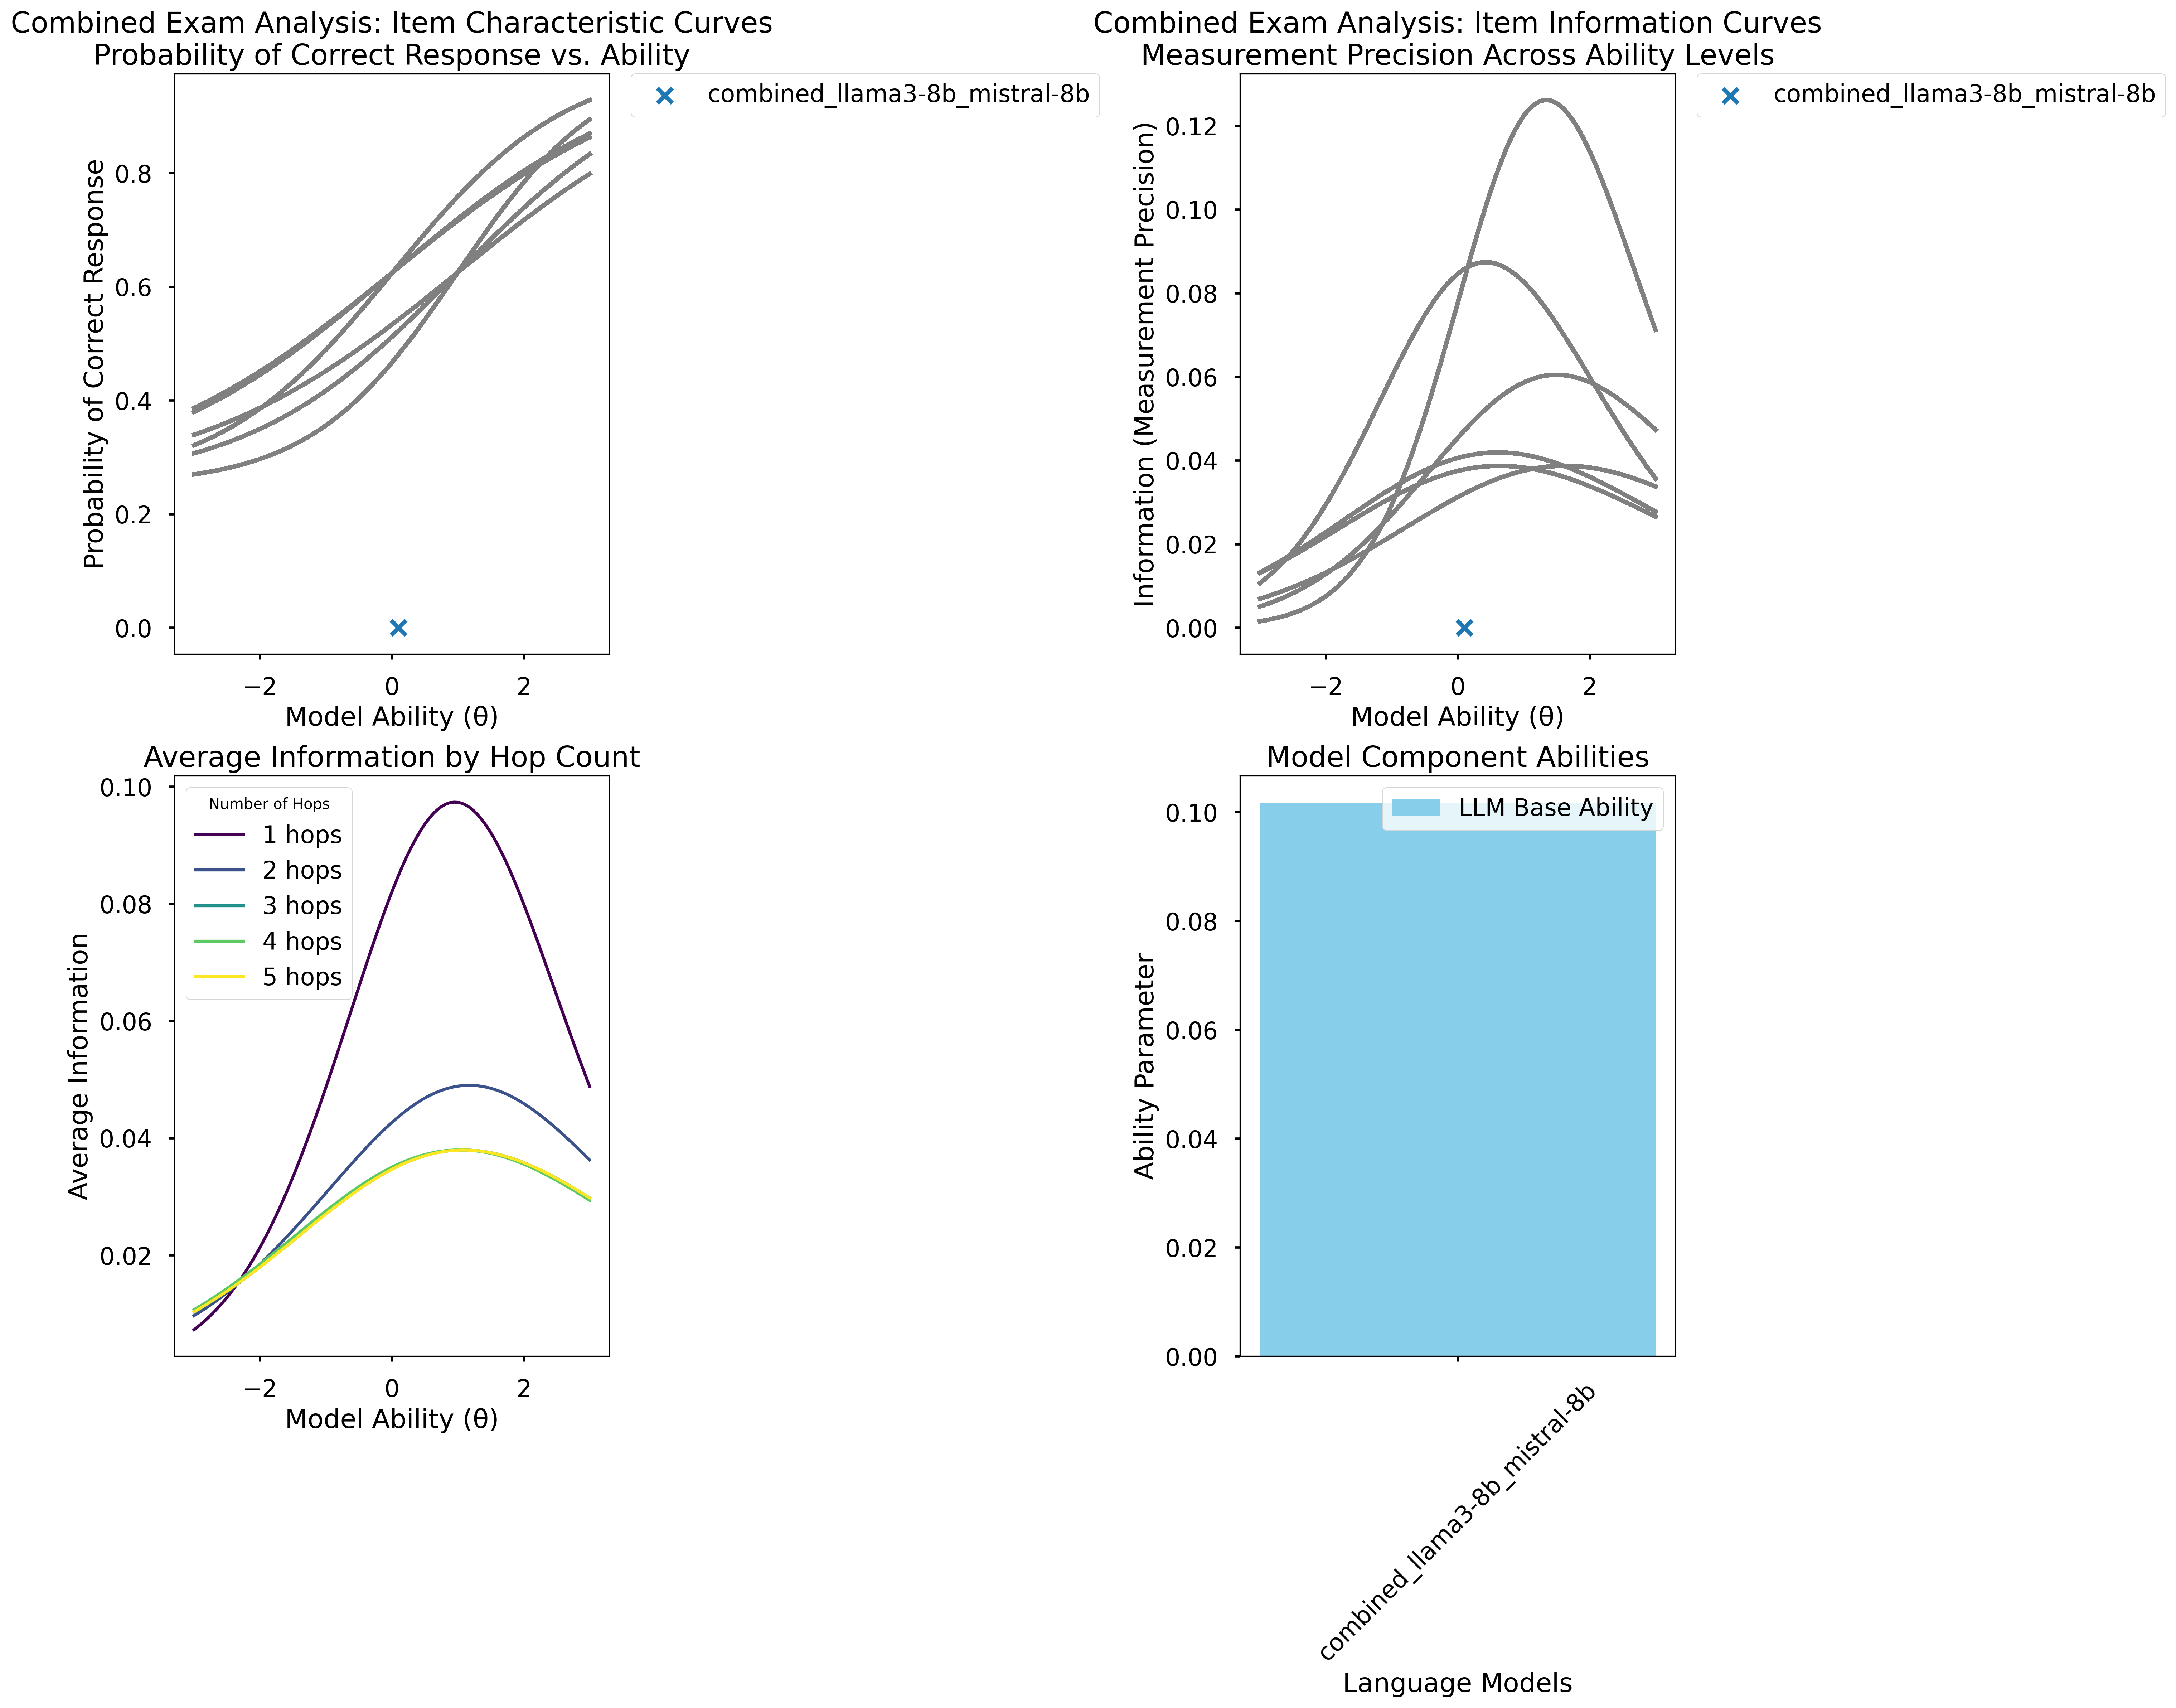 Combined Exam Analysis: Item Characteristic Curves
Probability of Correct Response vs. Ability
combined_llama3-8b_mistral-8b
Probability of Correct Response
0.8
0.6
0.4
0.2
0.0
−2
0
2
Model Ability (θ)
Combined Exam Analysis: Item Information Curves
Measurement Precision Across Ability Levels
combined_llama3-8b_mistral-8b
Information (Measurement Precision)
0.12
0.10
0.08
0.06
0.04
0.02
0.00
−2
0
2
Model Ability (θ)
Average Information by Hop Count
Number of Hops
1 hops
2 hops
3 hops
4 hops
5 hops
Average Information
0.10
0.08
0.06
0.04
0.02
−2
0
2
Model Ability (θ)
Model Component Abilities
LLM Base Ability
Ability Parameter
0.10
0.08
0.06
0.04
0.02
0.00
combined_llama3-8b_mistral-8b
Language Models